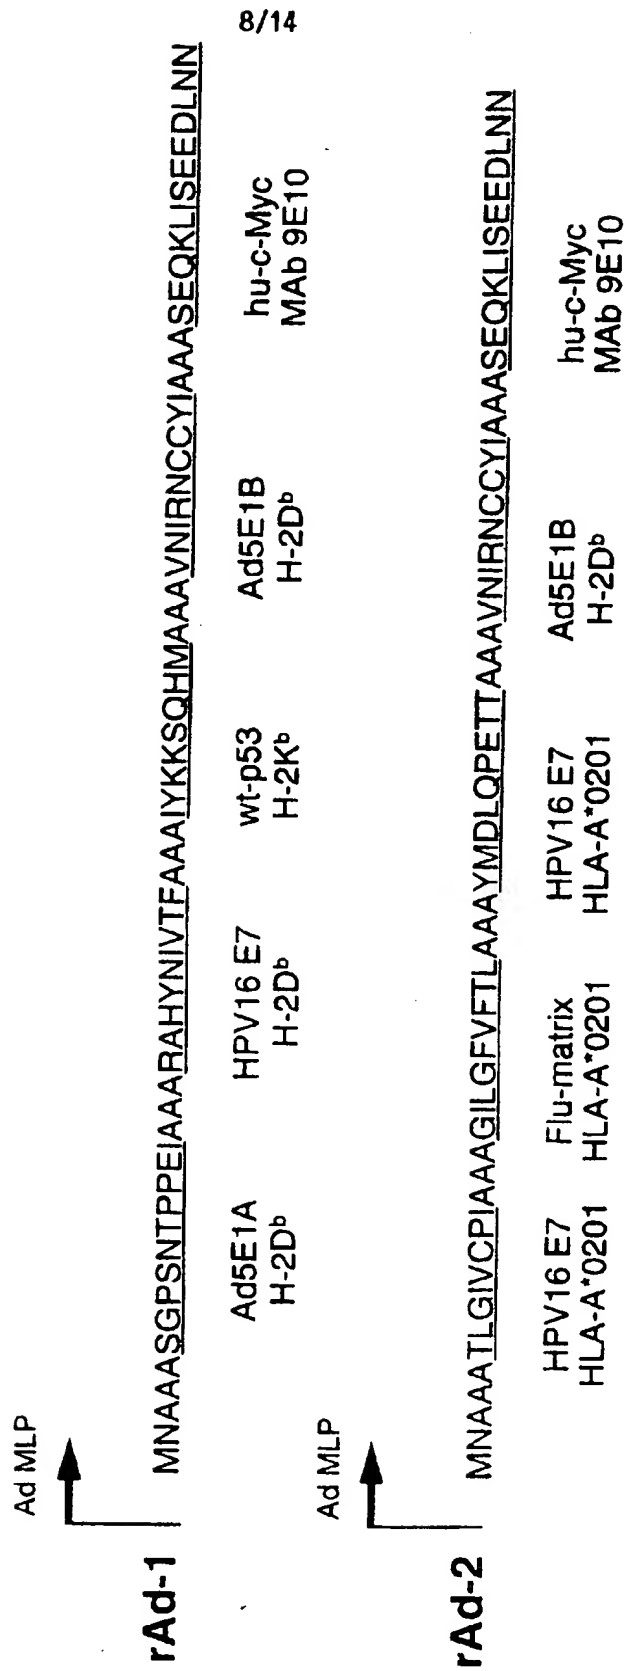 8/14
Ad MLP
rAd-1
MNAAASGPSNTPPEIAAARAHYNIVTFAAAIYKKSQHMAAAVNIRNCCYIAAASEQKLISEEDLNN
Ad5E1A
H-2Dᵇ
HPV16 E7
H-2Dᵇ
wt-p53
H-2Kᵇ
Ad5E1B
H-2Dᵇ
hu-c-Myc
MAb 9E10
Ad MLP
rAd-2
MNAAATLGIVCPIAAAGILGFVFTLAAAYMDLQPETTAAAVNIRNCCYIAAASEQKLISEEDLNN
HPV16 E7
HLA-A*0201
Flu-matrix
HLA-A*0201
HPV16 E7
HLA-A*0201
Ad5E1B
H-2Dᵇ
hu-c-Myc
MAb 9E10